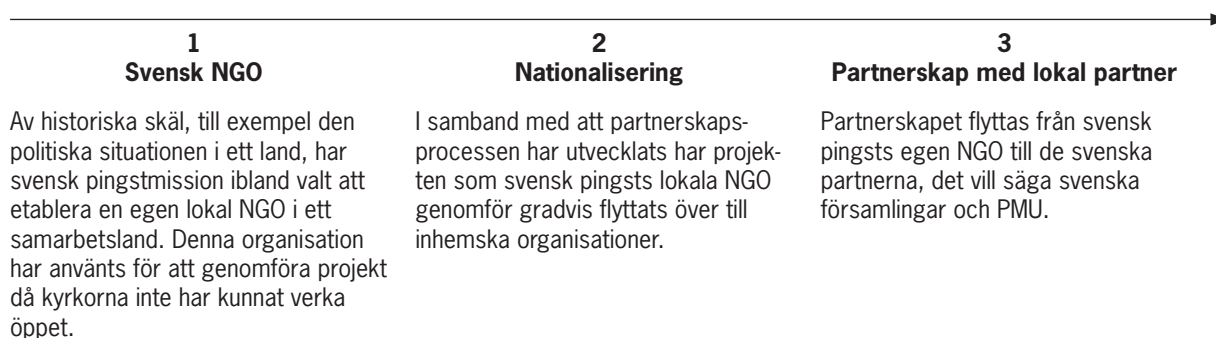 1
Svensk NGO
Av historiska skäl, till exempel den
politiska situationen i ett land, har
svensk pingstmission ibland valt att
etablera en egen lokal NGO i ett
samarbetsland. Denna organisation
har använts för att genomföra projekt
då kyrkorna inte har kunnat verka
öppet.
2
Nationalisering
I samband med att partnerskaps-
processen har utvecklats har projek-
ten som svensk pingsts lokala NGO
genomför gradvis flyttats över till
inhemska organisationer.
3
Partnerskap med lokal partner
Partnerskapet flyttas från svensk
pingsts egen NGO till de svenska
partnerna, det vill säga svenska
församlingar och PMU.